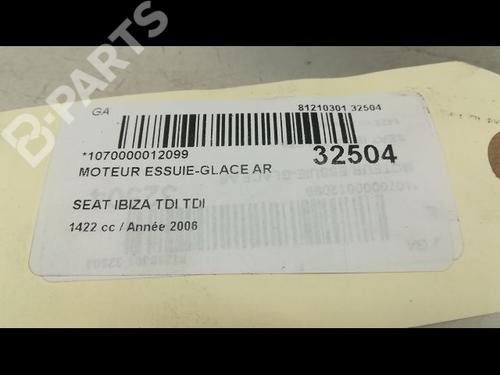 B-PARTS
GA
81210301 32504
*1070000012099
32504
MOTEUR ESSUIE-GLACE AR
SEAT IBIZA TDI TDI
1422 cc / Année 2006